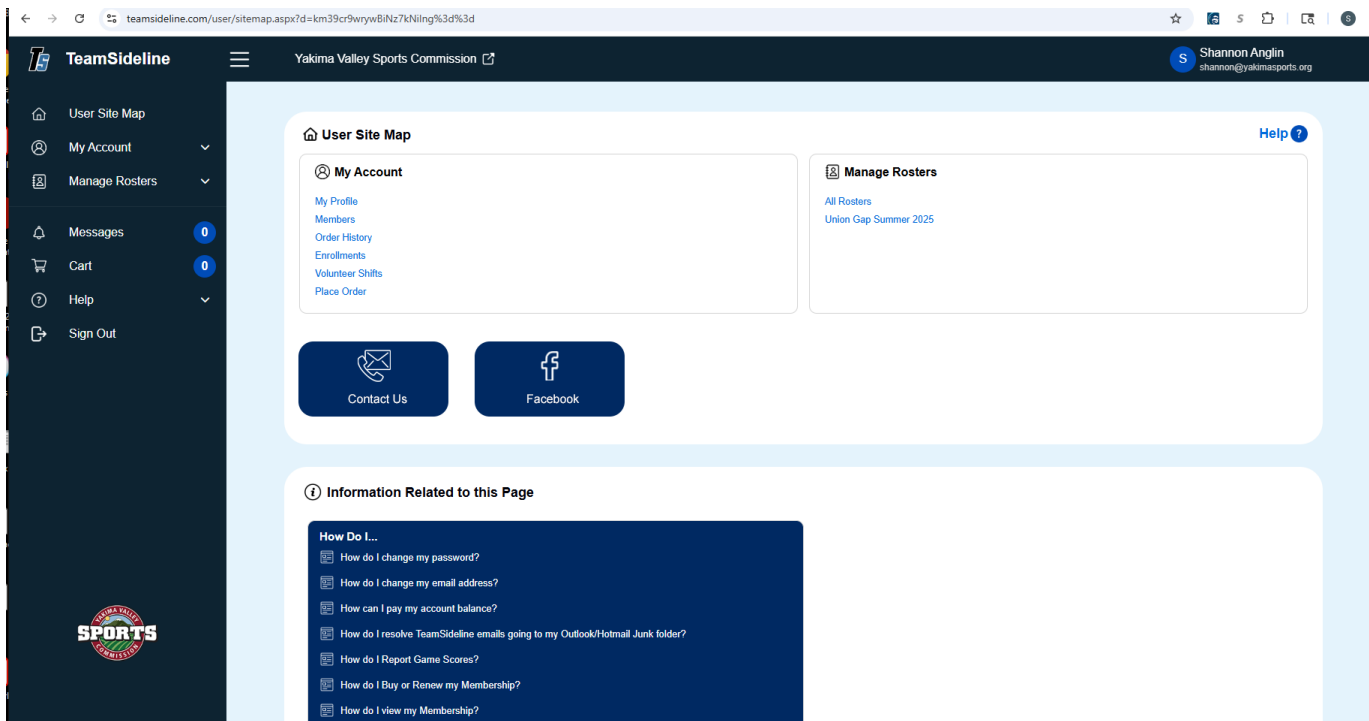 teamsideline.com/user/sitemap.aspx?d=km39cr9wrywBiNz7kNiIng%3d%3d
S
TS TeamSideline
Yakima Valley Sports Commission
S
Shannon Anglin
shannon@yakimasports.org
User Site Map
My Account
Manage Rosters
Messages 0
Cart 0
Help
Sign Out
YAKIMA VALLEY
SPORTS
COMMISSION
User Site Map
Help ?
My Account
My Profile
Members
Order History
Enrollments
Volunteer Shifts
Place Order
Manage Rosters
All Rosters
Union Gap Summer 2025
Contact Us
Facebook
Information Related to this Page
How Do I...
How do I change my password?
How do I change my email address?
How can I pay my account balance?
How do I resolve TeamSideline emails going to my Outlook/Hotmail Junk folder?
How do I Report Game Scores?
How do I Buy or Renew my Membership?
How do I view my Membership?